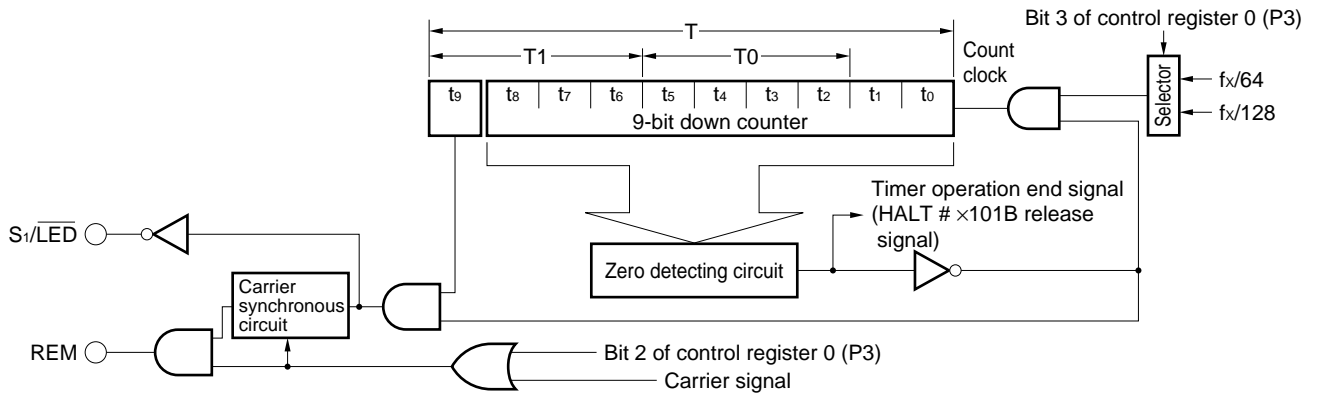 Bit 3 of control register 0 (P3)
T
T1
T0
Count
clock
t9
t8
t7
t6
t5
t4
t3
t2
t1
t0
9-bit down counter
Selector
fX/64
fX/128
Timer operation end signal
(HALT # ×101B release
signal)
S1/LED
Zero detecting circuit
Carrier
synchronous
circuit
REM
Bit 2 of control register 0 (P3)
Carrier signal